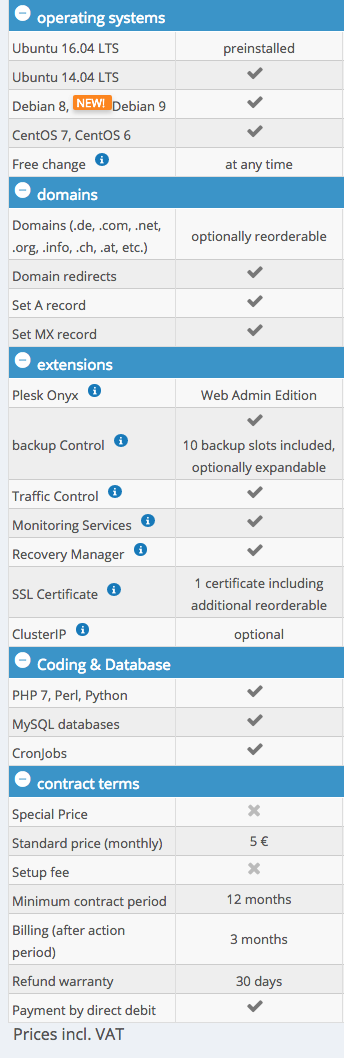 operating systems
Ubuntu 16.04 LTS preinstalled
Ubuntu 14.04 LTS
Debian 8, NEW! Debian 9
CentOS 7, CentOS 6
Free change at any time
domains
Domains (.de, .com, .net,
.org, .info, .ch, .at, etc.) optionally reorderable
Domain redirects
Set A record
Set MX record
extensions
Plesk Onyx Web Admin Edition
backup Control
10 backup slots included,
optionally expandable
Traffic Control
Monitoring Services
Recovery Manager
SSL Certificate
1 certificate including
additional reorderable
ClusterIP optional
Coding & Database
PHP 7, Perl, Python
MySQL databases
CronJobs
contract terms
Special Price
Standard price (monthly) 5 €
Setup fee
Minimum contract period 12 months
Billing (after action
period) 3 months
Refund warranty 30 days
Payment by direct debit
Prices incl. VAT